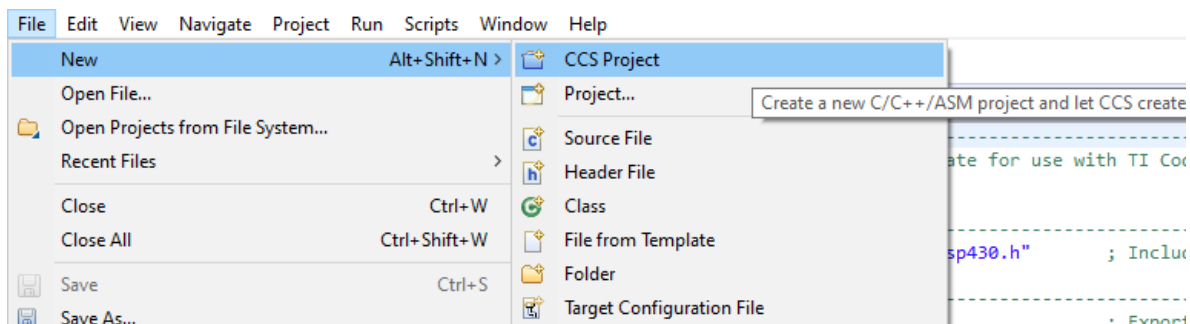 File Edit View Navigate Project Run Scripts Window Help
New Alt+Shift+N >
Open File...
Open Projects from File System...
Recent Files >
Close Ctrl+W
Close All Ctrl+Shift+W
Save Ctrl+S
Save As...
CCS Project
Project...
Create a new C/C++/ASM project and let CCS create
Source File
Header File
Class
File from Template
Folder
Target Configuration File
ate for use with TI Co
sp430.h" ; Inclu
; Export